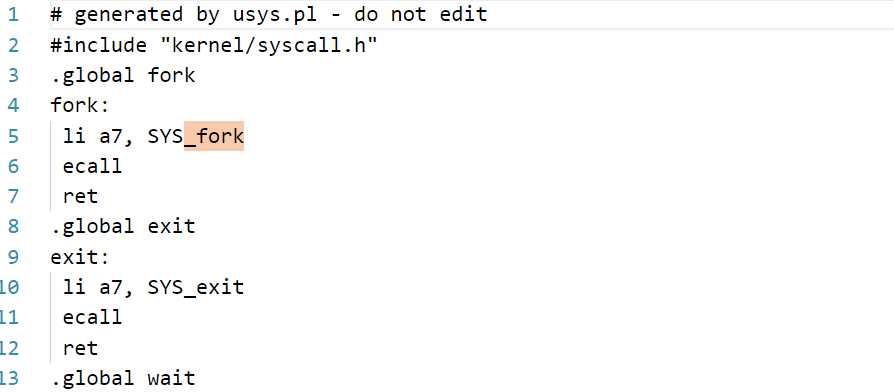 1 # generated by usys.pl - do not edit
2 #include "kernel/syscall.h"
3 .global fork
4 fork:
5 li a7, SYS_fork
6 ecall
7 ret
8 .global exit
9 exit:
10 li a7, SYS_exit
11 ecall
12 ret
13 .global wait